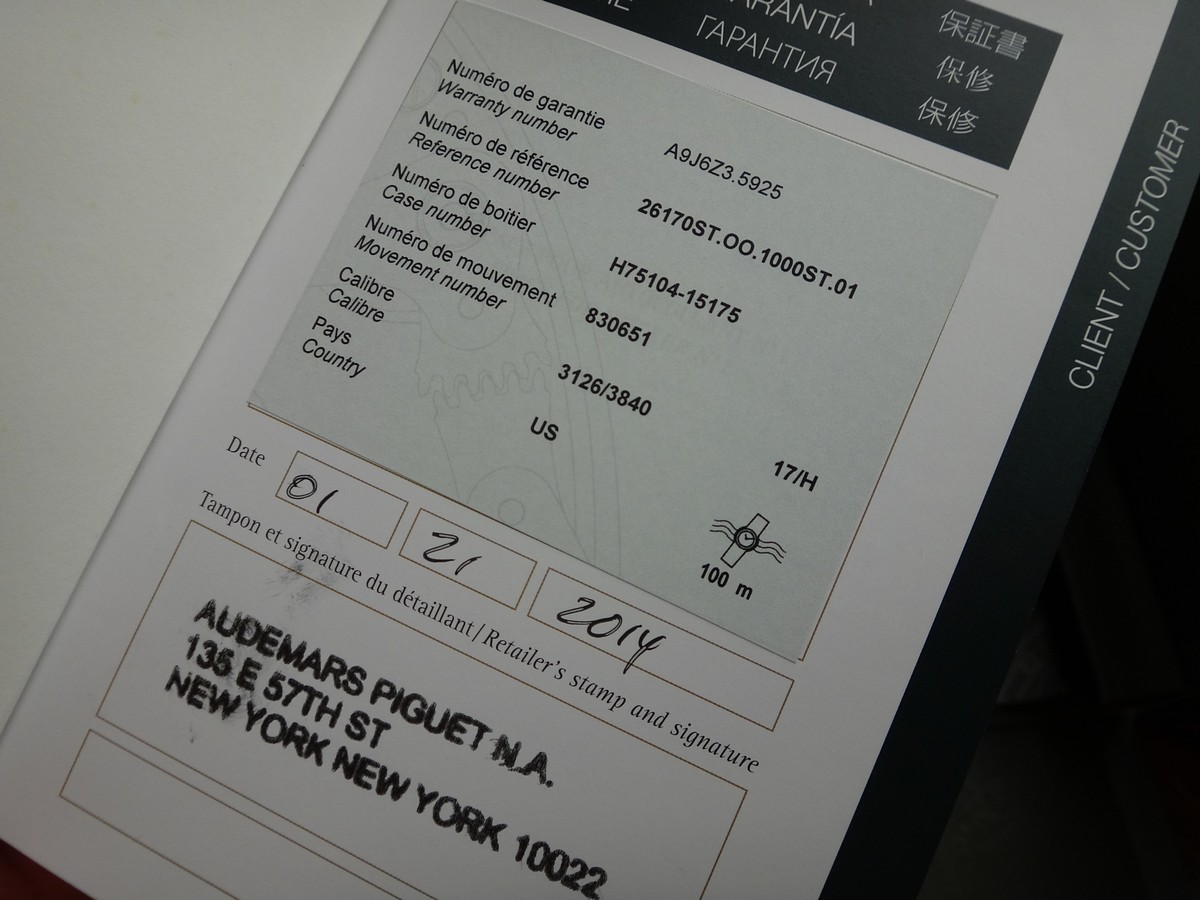 GARANTÍA
ГАРАНТИЯ
保証書
保修
保修
CLIENT / CUSTOMER
Numéro de garantie
Warranty number
A9J6Z3.5925
Numéro de référence
Reference number
26170ST.OO.1000ST.01
Numéro de boitier
Case number
H75104-15175
Numéro de mouvement
Movement number
830651
Calibre
Calibre
3126/3840
Pays
Country
US
17/H
100 m
Date
01 21 2014
Tampon et signature du détaillant / Retailer's stamp and signature
AUDEMARS PIGUET N.A.
135 E 57TH ST
NEW YORK NEW YORK 10022